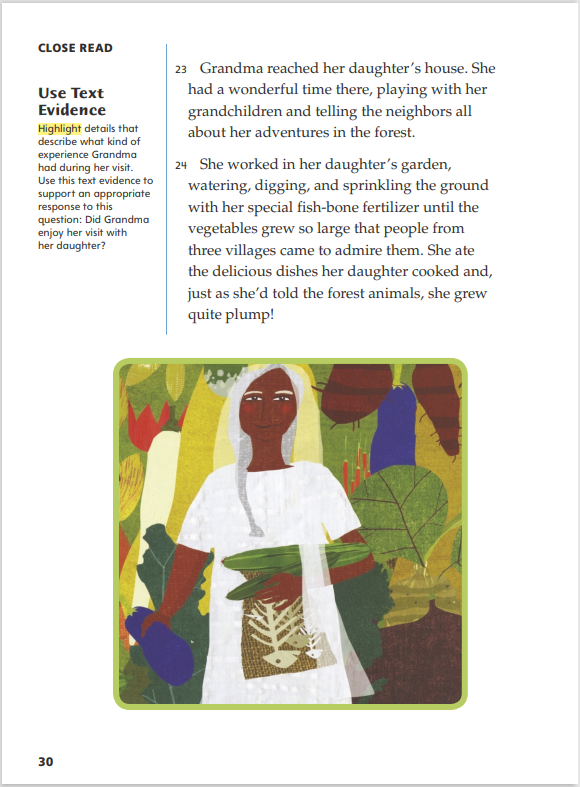 CLOSE READ
Use Text
Evidence
Highlight details that
describe what kind of
experience Grandma
had during her visit.
Use this text evidence to
support an appropriate
response to this
question: Did Grandma
enjoy her visit with
her daughter?
23 Grandma reached her daughter’s house. She
had a wonderful time there, playing with her
grandchildren and telling the neighbors all
about her adventures in the forest.
24 She worked in her daughter’s garden,
watering, digging, and sprinkling the ground
with her special fish-bone fertilizer until the
vegetables grew so large that people from
three villages came to admire them. She ate
the delicious dishes her daughter cooked and,
just as she’d told the forest animals, she grew
quite plump!
30